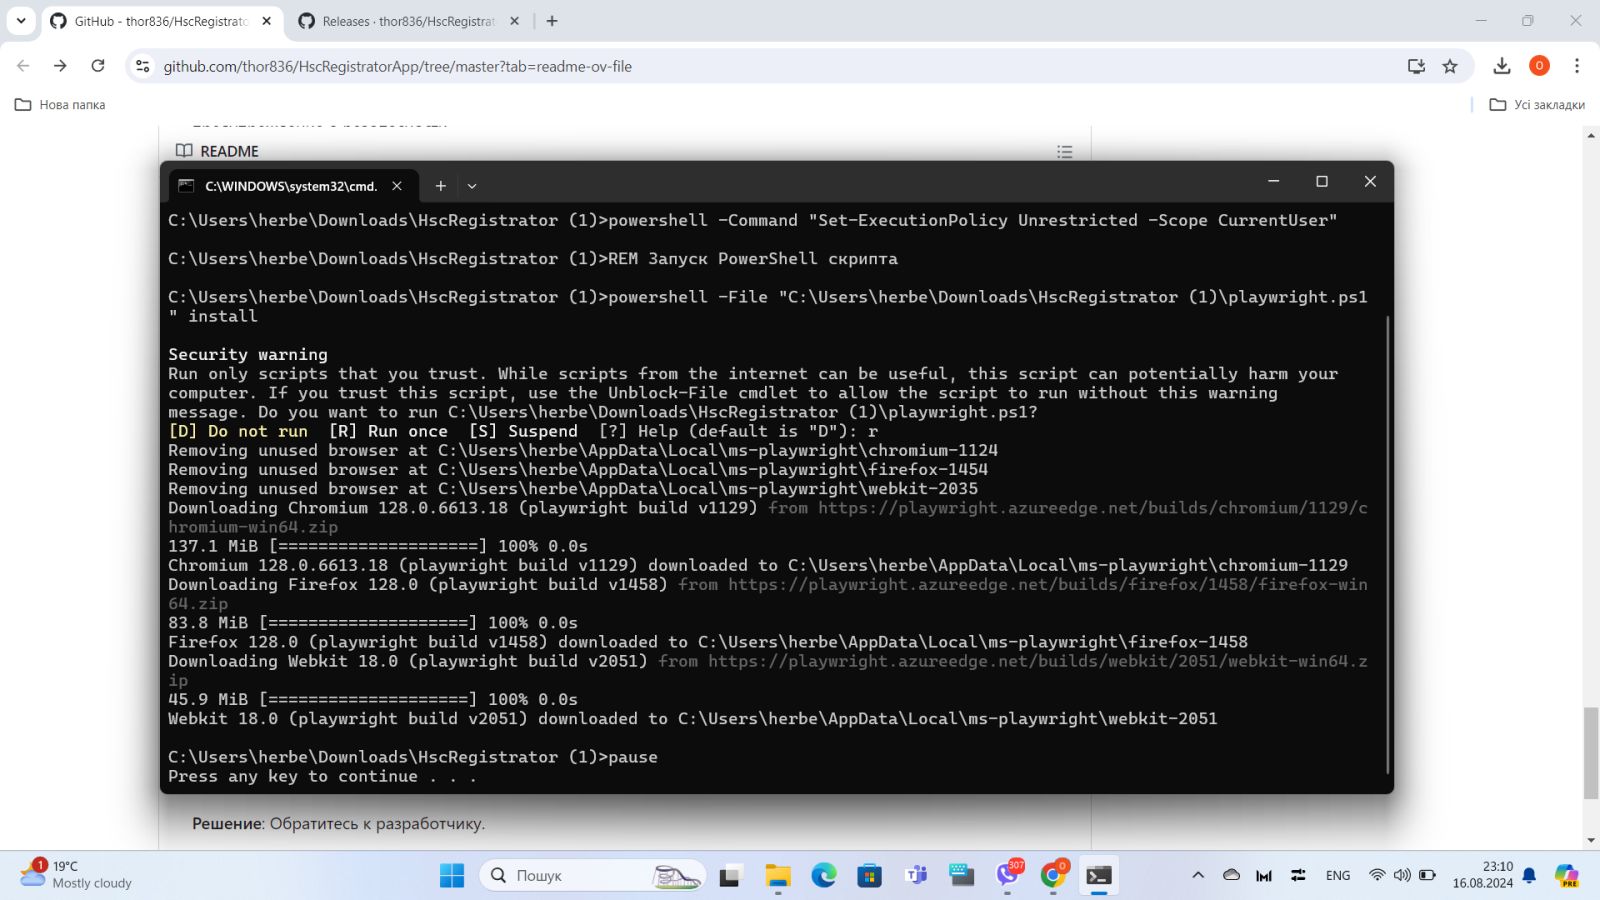 GitHub - thor836/HscRegistrato
Releases · thor836/HscRegistrat
github.com/thor836/HscRegistratorApp/tree/master?tab=readme-ov-file
O
Нова папка
Усі закладки
README
C:\WINDOWS\system32\cmd.
C:\Users\herbe\Downloads\HscRegistrator (1)>powershell -Command "Set-ExecutionPolicy Unrestricted -Scope CurrentUser"
C:\Users\herbe\Downloads\HscRegistrator (1)>REM Запуск PowerShell скрипта
C:\Users\herbe\Downloads\HscRegistrator (1)>powershell -File "C:\Users\herbe\Downloads\HscRegistrator (1)\playwright.ps1
" install
Security warning
Run only scripts that you trust. While scripts from the internet can be useful, this script can potentially harm your
computer. If you trust this script, use the Unblock-File cmdlet to allow the script to run without this warning
message. Do you want to run C:\Users\herbe\Downloads\HscRegistrator (1)\playwright.ps1?
[D] Do not run  [R] Run once  [S] Suspend  [?] Help (default is "D"): r
Removing unused browser at C:\Users\herbe\AppData\Local\ms-playwright\chromium-1124
Removing unused browser at C:\Users\herbe\AppData\Local\ms-playwright\firefox-1454
Removing unused browser at C:\Users\herbe\AppData\Local\ms-playwright\webkit-2035
Downloading Chromium 128.0.6613.18 (playwright build v1129) from https://playwright.azureedge.net/builds/chromium/1129/c
hromium-win64.zip
137.1 MiB [====================] 100% 0.0s
Chromium 128.0.6613.18 (playwright build v1129) downloaded to C:\Users\herbe\AppData\Local\ms-playwright\chromium-1129
Downloading Firefox 128.0 (playwright build v1458) from https://playwright.azureedge.net/builds/firefox/1458/firefox-win
64.zip
83.8 MiB [====================] 100% 0.0s
Firefox 128.0 (playwright build v1458) downloaded to C:\Users\herbe\AppData\Local\ms-playwright\firefox-1458
Downloading Webkit 18.0 (playwright build v2051) from https://playwright.azureedge.net/builds/webkit/2051/webkit-win64.z
ip
45.9 MiB [====================] 100% 0.0s
Webkit 18.0 (playwright build v2051) downloaded to C:\Users\herbe\AppData\Local\ms-playwright\webkit-2051
C:\Users\herbe\Downloads\HscRegistrator (1)>pause
Press any key to continue . . .
Решение: Обратитесь к разработчику.
1
19°C
Mostly cloudy
Пошук
307
O
ENG
23:10
16.08.2024
PRE